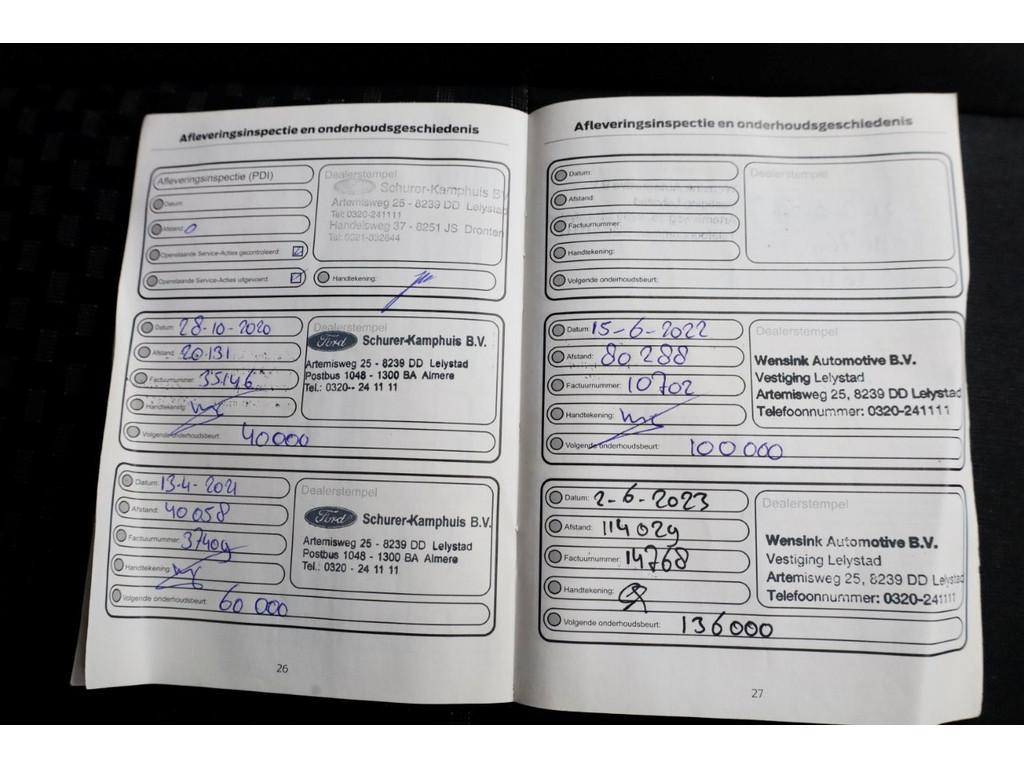 Afleveringsinspectie en onderhoudsgeschiedenis
Afleveringsinspectie (PDI)
Datum:
Afstand: 0
Openstaande Service-Acties gecontroleerd:
Openstaande Service-Acties uitgevoerd:
Dealerstempel
Schurer-Kamphuis B.V.
Artemisweg 25 - 8239 DD Lelystad
Tel: 0320-241111
Handelsweg 37 - 8251 JS Dronten
Handtekening:
Datum: 28-10-2020
Afstand: 20131
Factuurnummer: 35146
Handtekening:
Volgende onderhoudsbeurt: 40000
Dealerstempel
Ford Schurer-Kamphuis B.V.
Artemisweg 25 - 8239 DD Lelystad
Postbus 1048 - 1300 BA Almere
Tel.: 0320-- 24 11 11
Datum: 13-4-2021
Afstand: 40058
Factuurnummer: 37409
Handtekening:
Volgende onderhoudsbeurt: 60 000
Dealerstempel
Ford Schurer-Kamphuis B.V.
Artemisweg 25 - 8239 DD Lelystad
Postbus 1048 - 1300 BA Almere
Tel.: 0320 - 24 11 11
26
Afleveringsinspectie en onderhoudsgeschiedenis
Datum:
Afstand:
Factuurnummer:
Handtekening:
Volgende onderhoudsbeurt:
Dealerstempel
Datum: 15-6-2022
Afstand: 80 288
Factuurnummer: 10702
Handtekening:
Volgende onderhoudsbeurt: 100 000
Dealerstempel
Wensink Automotive B.V.
Vestiging Lelystad
Artemisweg 25, 8239 DD Lelystad
Telefoonnummer: 0320-241111
Datum: 2-6-2023
Afstand: 114029
Factuurnummer: 14768
Handtekening:
Volgende onderhoudsbeurt: 136000
Dealerstempel
Wensink Automotive B.V.
Vestiging Lelystad
Artemisweg 25, 8239 DD Lelystad
Telefoonnummer: 0320-241111
27